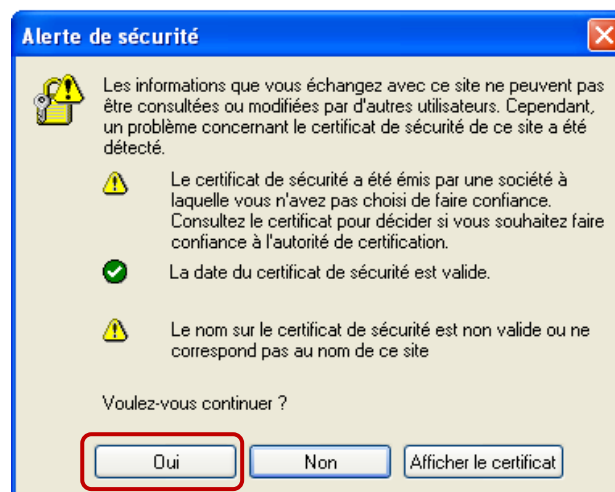 Alerte de sécurité
Les informations que vous échangez avec ce site ne peuvent pas
être consultées ou modifiées par d'autres utilisateurs. Cependant,
un problème concernant le certificat de sécurité de ce site a été
détecté.
Le certificat de sécurité a été émis par une société à
laquelle vous n'avez pas choisi de faire confiance.
Consultez le certificat pour décider si vous souhaitez faire
confiance à l'autorité de certification.
La date du certificat de sécurité est valide.
Le nom sur le certificat de sécurité est non valide ou ne
correspond pas au nom de ce site
Voulez-vous continuer ?
Oui Non Afficher le certificat